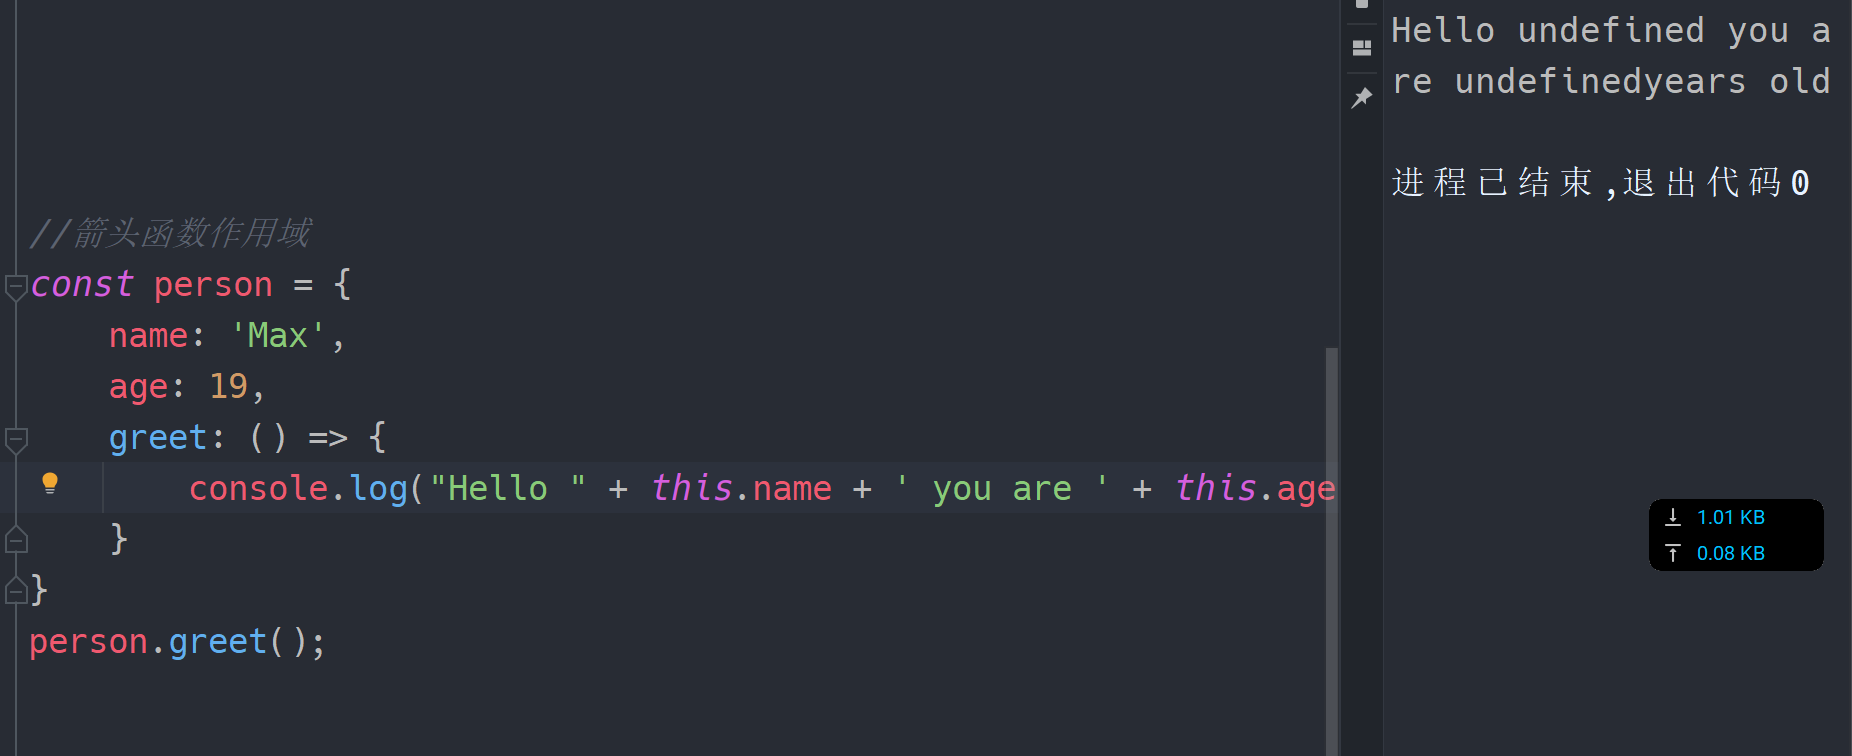 //箭头函数作用域
const person = {
    name: 'Max',
    age: 19,
    greet: () => {
        console.log("Hello " + this.name + ' you are ' + this.age
    }
}
person.greet();
Hello undefined you a
re undefinedyears old
进程已结束,退出代码0
1.01 KB
0.08 KB